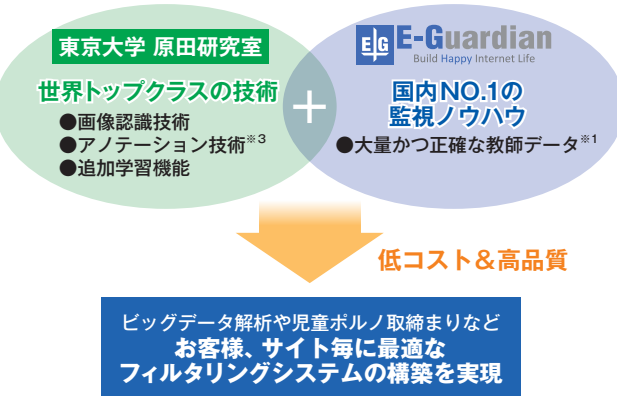 東京大学 原田研究室
世界トップクラスの技術
●画像認識技術
●アノテーション技術※3
●追加学習機能
+
EG E-Guardian
Build Happy Internet Life
国内NO.1の
監視ノウハウ
●大量かつ正確な教師データ※1
低コスト＆高品質
ビッグデータ解析や児童ポルノ取締まりなど
お客様、サイト毎に最適な
フィルタリングシステムの構築を実現